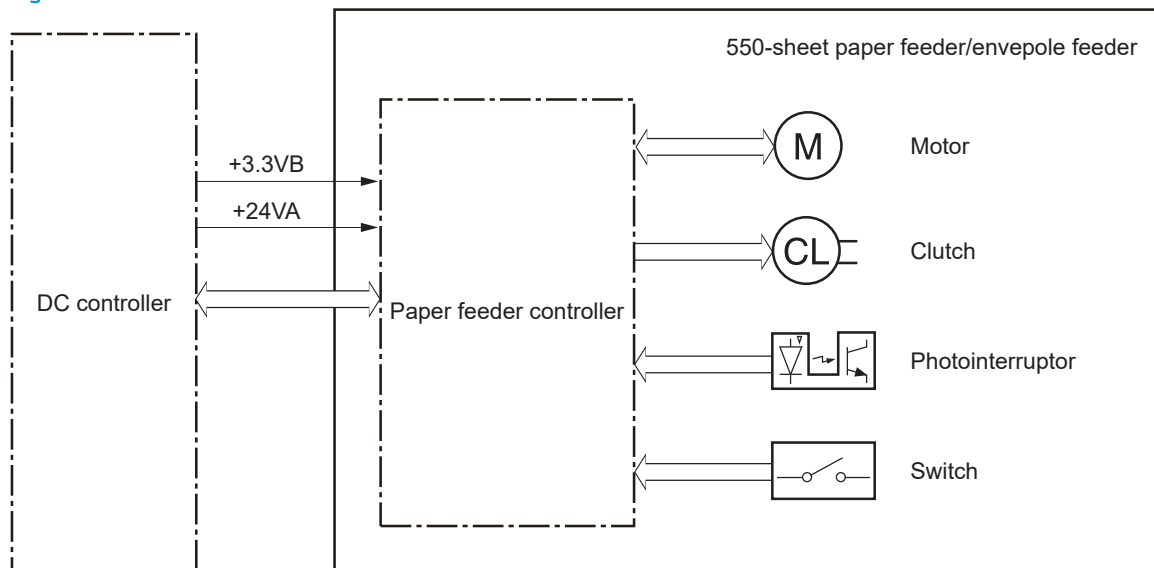 550-sheet paper feeder/envepole feeder
M
Motor
+3.3VB
+24VA
CL
Clutch
DC controller
Paper feeder controller
Photointerruptor
Switch